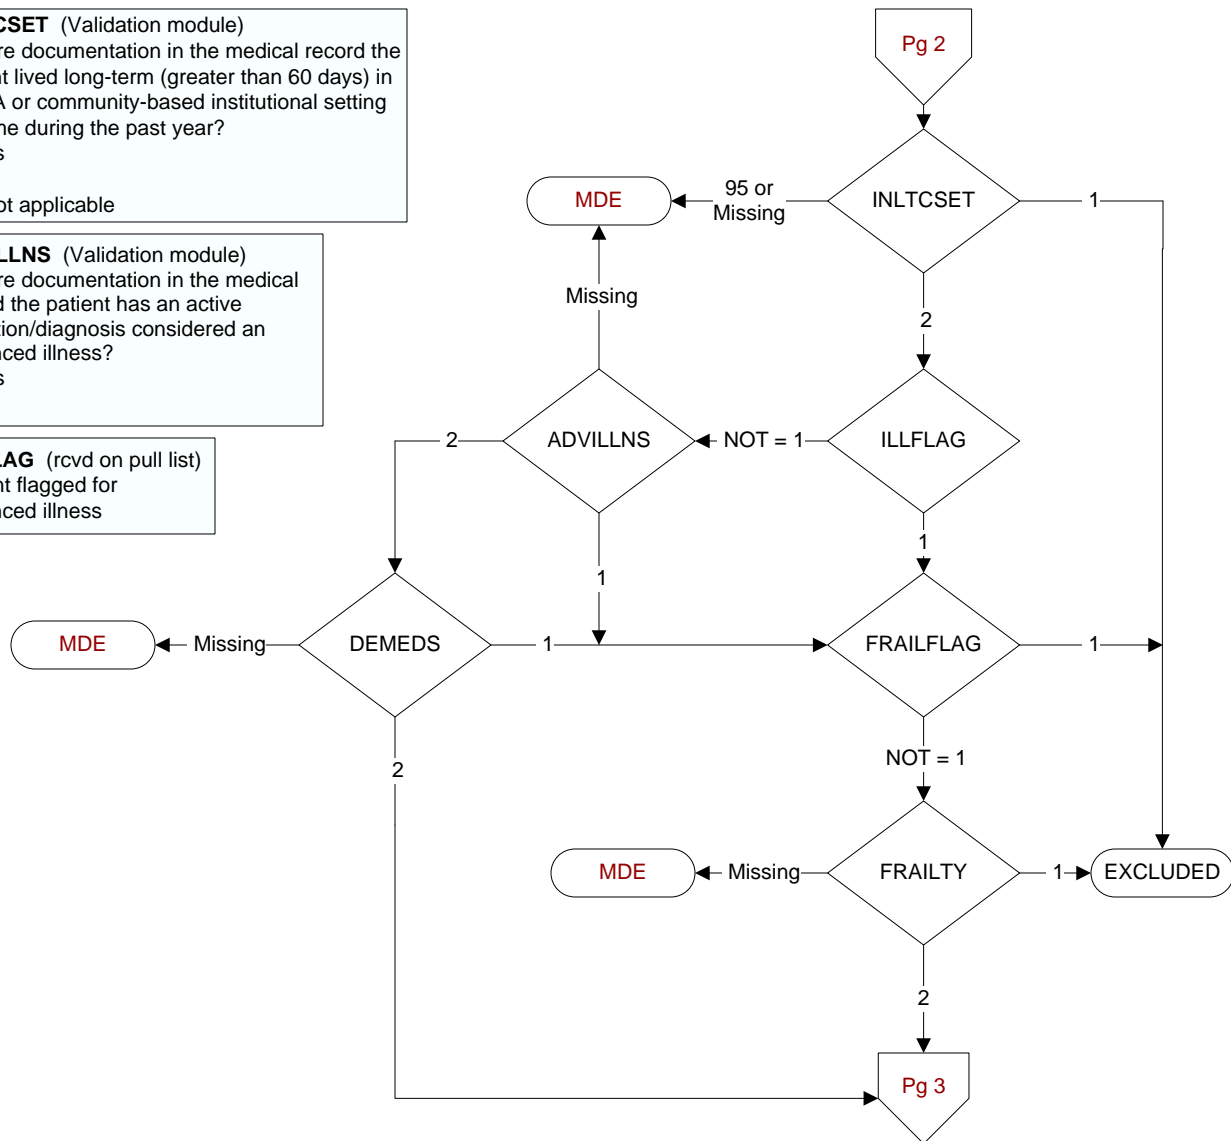 CSET (Validation module)
re documentation in the medical record the
t lived long-term (greater than 60 days) in
A or community-based institutional setting
ne during the past year?
s
ot applicable
LLNS (Validation module)
re documentation in the medical
d the patient has an active
tion/diagnosis considered an
nced illness?
s
LAG (rcvd on pull list)
nt flagged for
nced illness
Pg 2
MDE
95 or
Missing
INLTCSET
1
Missing
2
2
ADVILLNS
NOT = 1
ILLFLAG
1
1
MDE
Missing
DEMEDS
1
FRAILFLAG
1
2
NOT = 1
MDE
Missing
FRAILTY
1
EXCLUDED
2
Pg 3